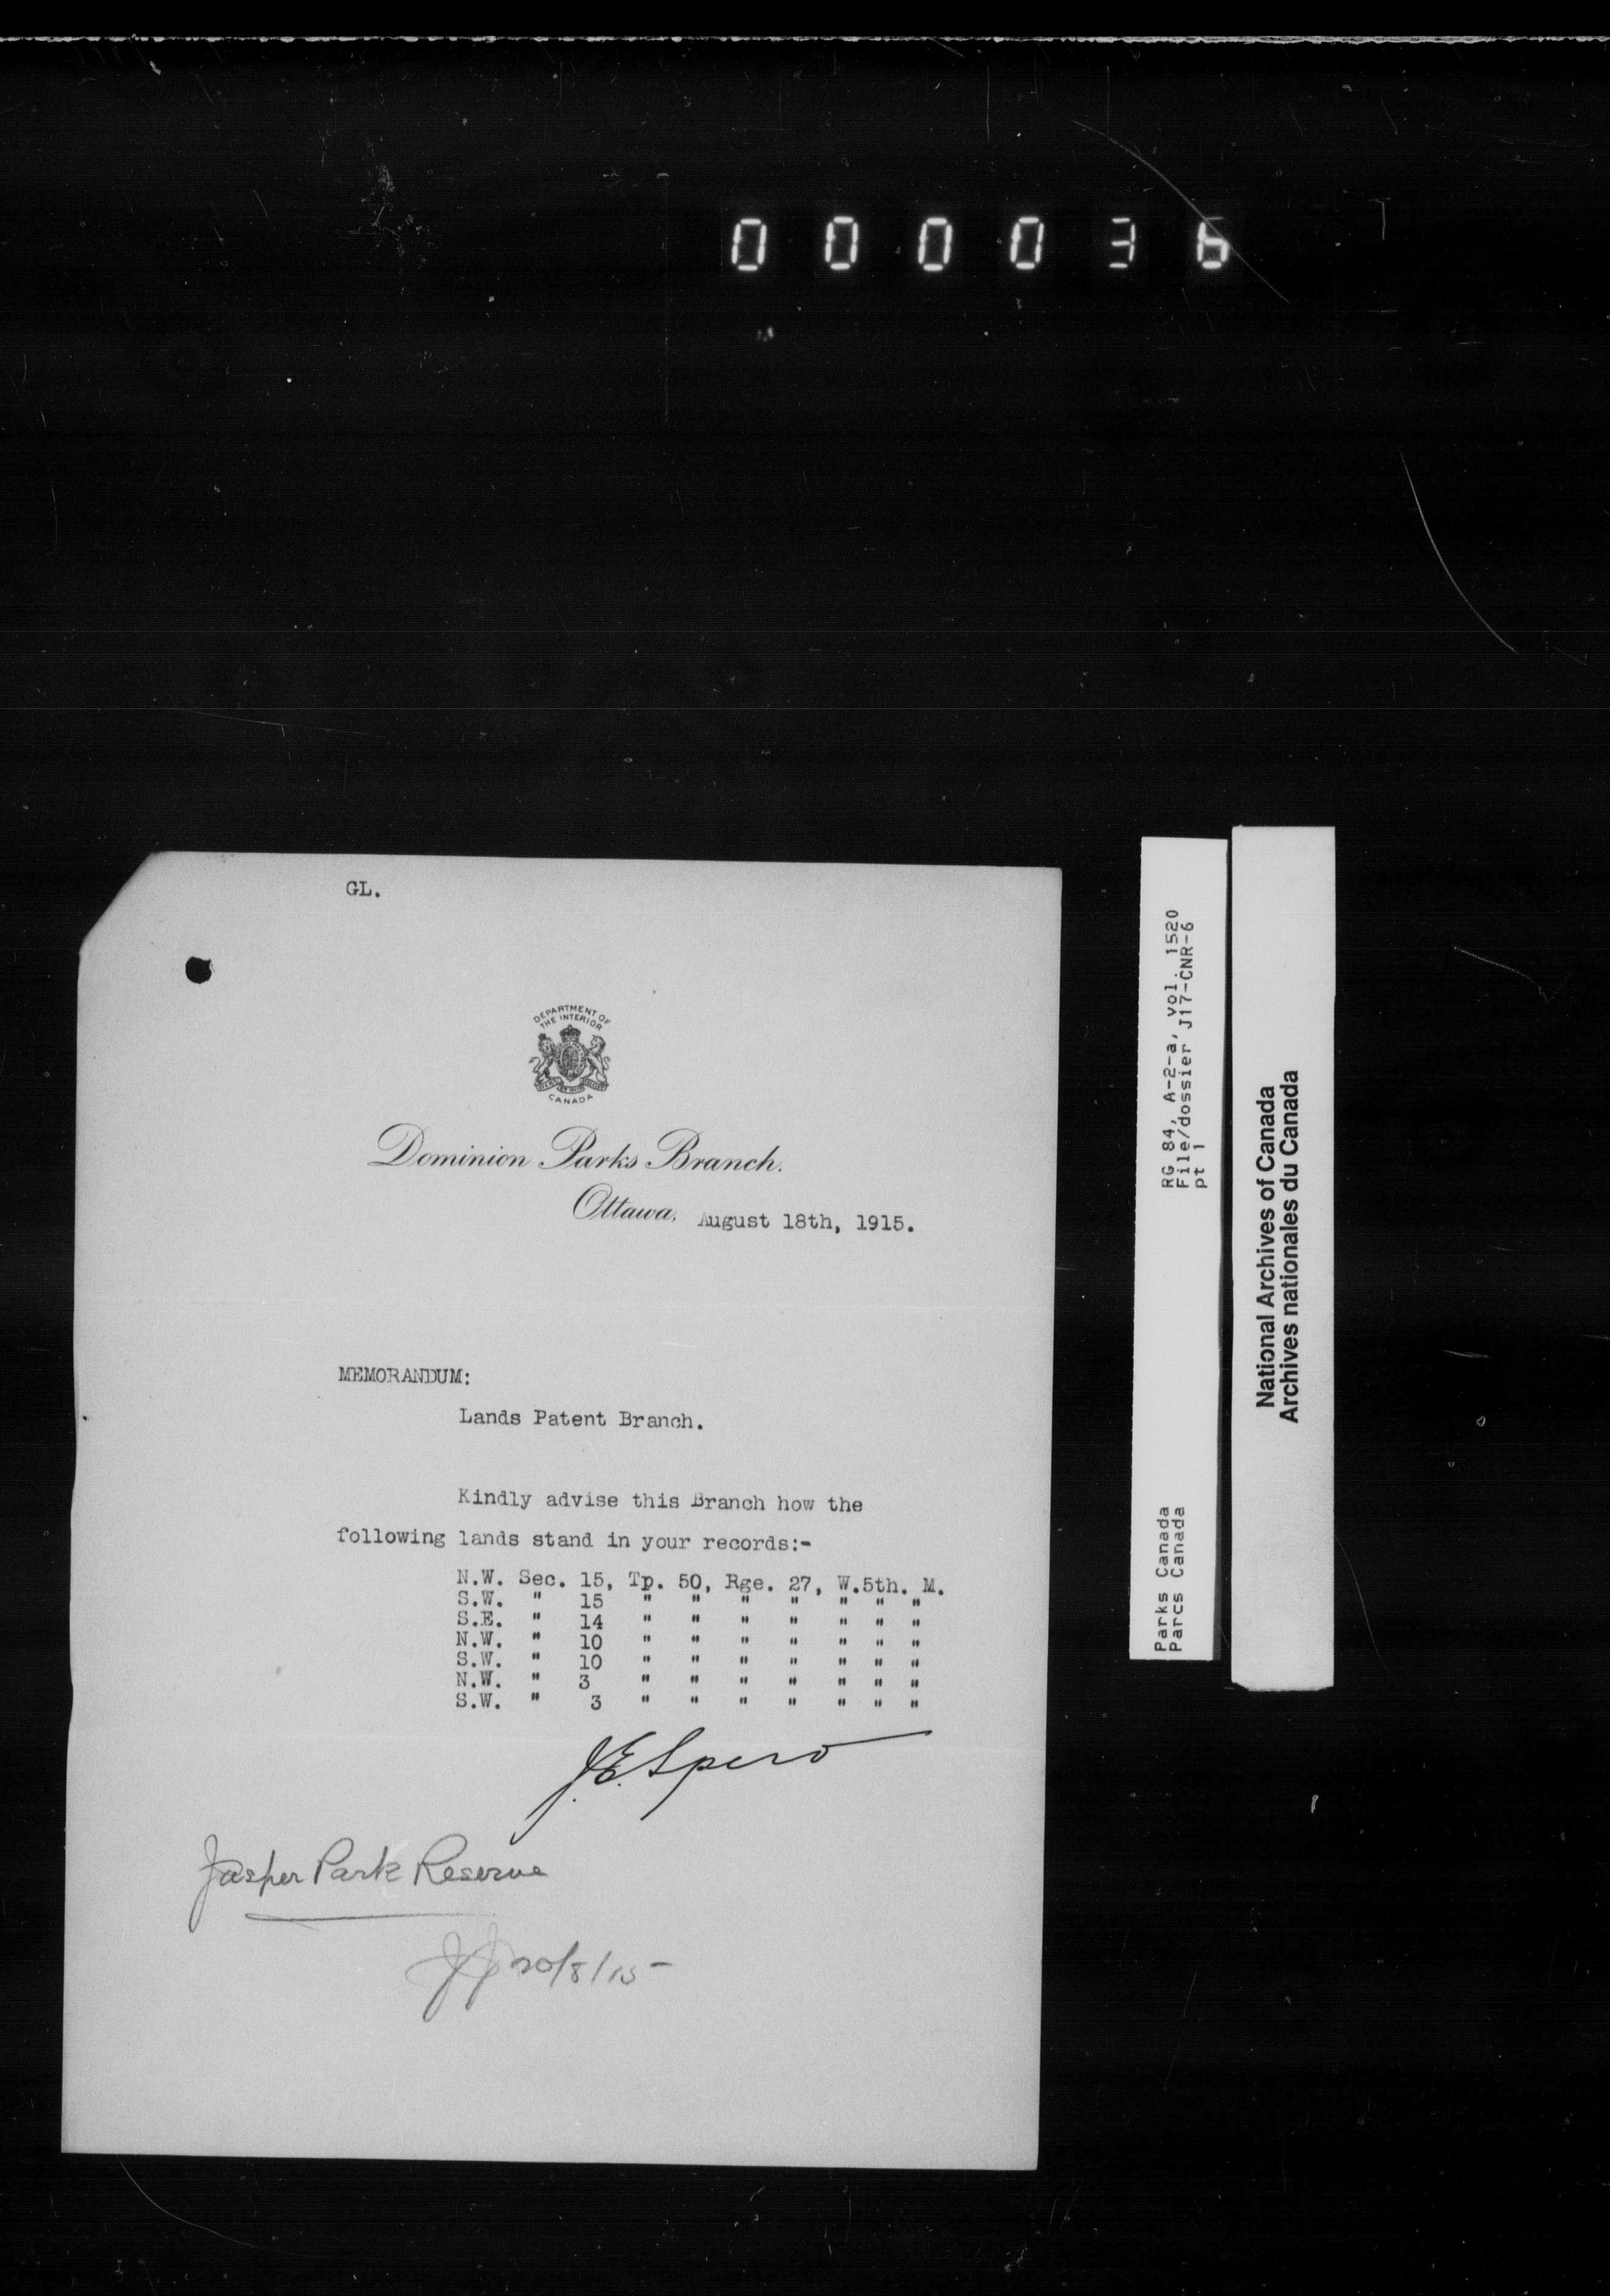 000036
GL.
DEPARTMENT OF
THE INTERIOR
CANADA
Dominion Parks Branch.
Ottawa, August 18th, 1915.
MEMORANDUM:
Lands Patent Branch.
Kindly advise this Branch how the
following lands stand in your records:-
N.W. Sec. 15, Tp. 50, Rge. 27, W.5th. M.
S.W. " 15 " " " " " " "
S.E. " 14 " " " " " " "
N.W. " 10 " " " " " " "
S.W. " 10 " " " " " " "
N.W. " 3 " " " " " " "
S.W. " 3 " " " " " " "
J.E. Spero
Jasper Park Reserve
JJ 20/8/15-
RG 84, A-2-a, vol. 1520
File/dossier J17-CNR-6
pt 1
Parks Canada
Parcs Canada
National Archives of Canada
Archives nationales du Canada